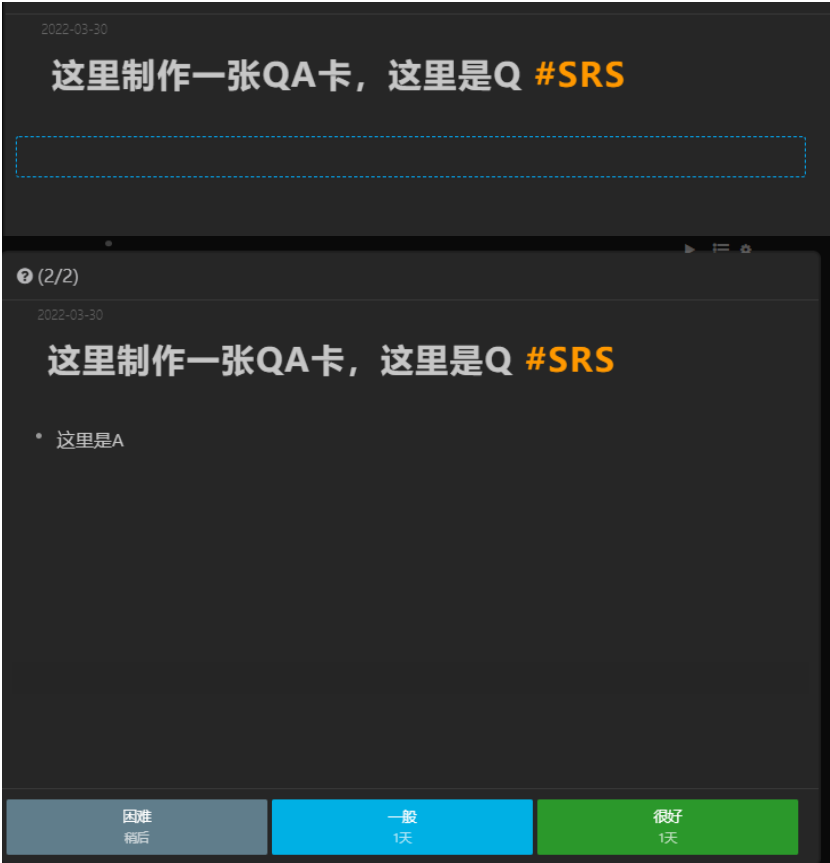 2022-03-30
这里制作一张QA卡，这里是Q #SRS
(2/2)
2022-03-30
这里制作一张QA卡，这里是Q #SRS
这里是A
困难 一般 很好
稍后 1天 1天